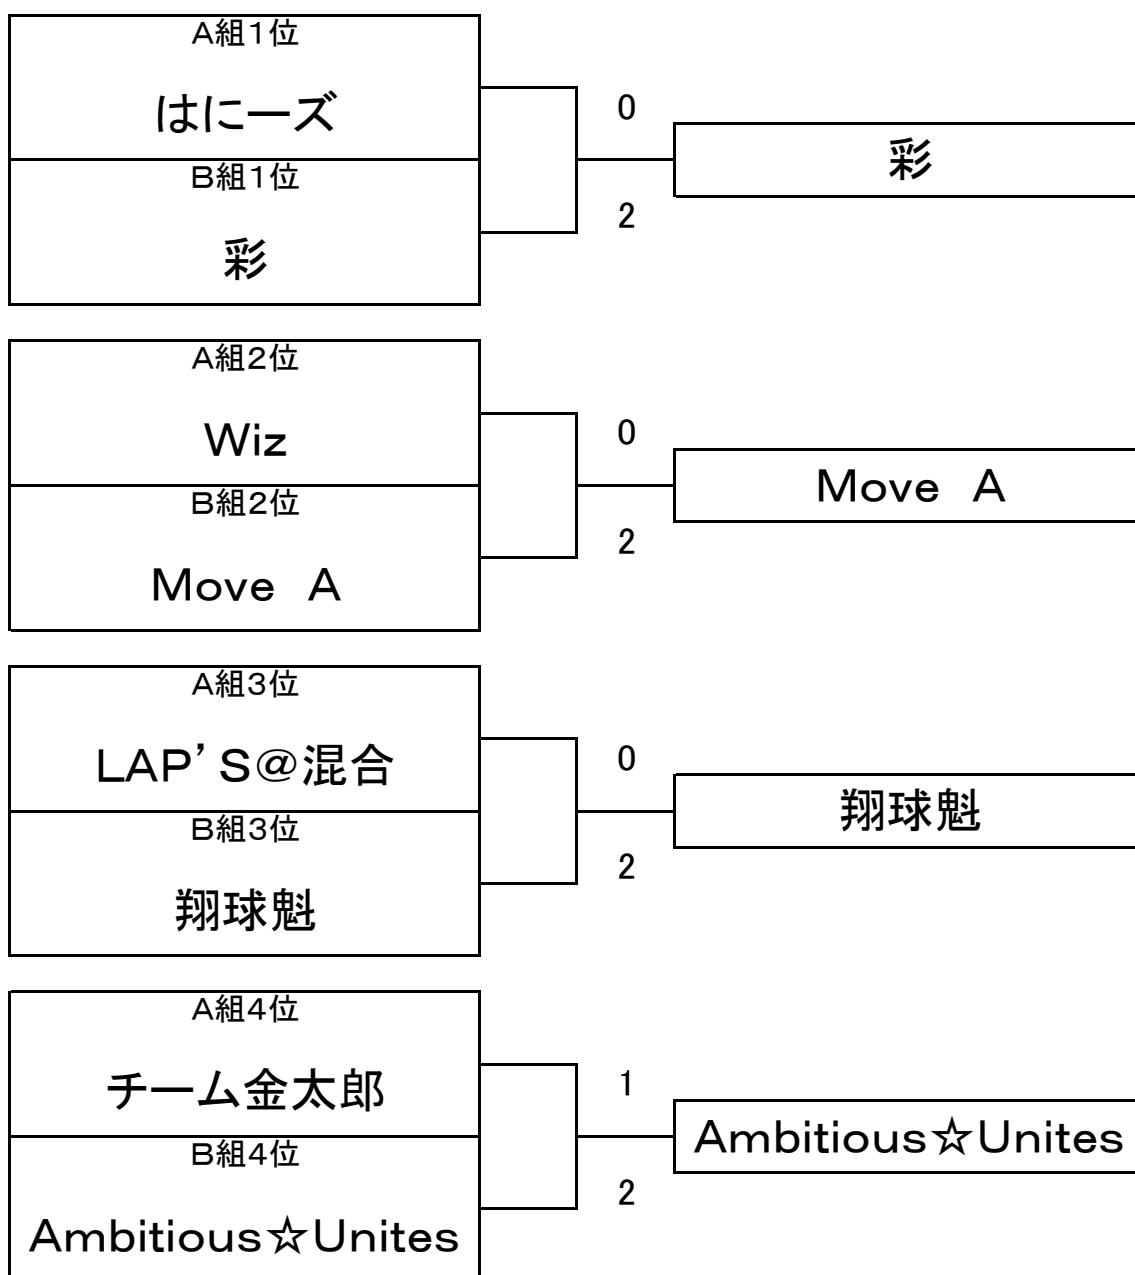 A組1位
はにーズ
0
彩
B組1位
2
彩
A組2位
Wiz
0
Move　A
B組2位
2
Move　A
A組3位
LAP’S@混合
0
翔球魁
B組3位
2
翔球魁
A組4位
チーム金太郎
1
Ambitious☆Unites
B組4位
2
Ambitious☆Unites